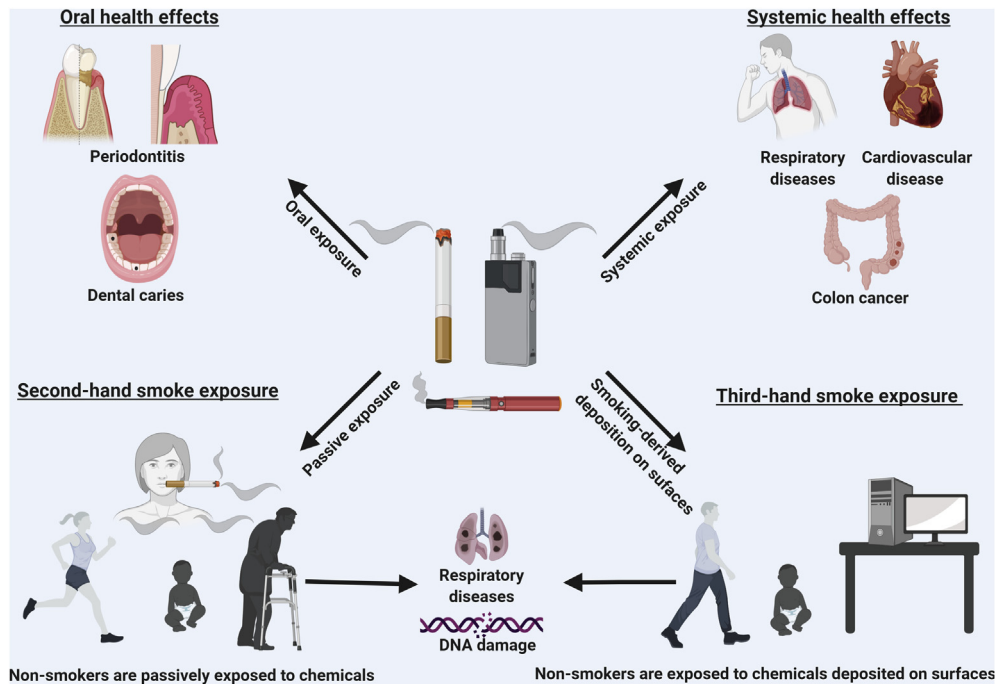 Oral health effects
Systemic health effects
Periodontitis
Dental caries
Respiratory
diseases
Cardiovascular
disease
Colon cancer
Oral exposure
Systemic exposure
Passive exposure
Smoking-derived
deposition on sufaces
Second-hand smoke exposure
Third-hand smoke exposure
Respiratory
diseases
DNA damage
Non-smokers are passively exposed to chemicals
Non-smokers are exposed to chemicals deposited on surfaces